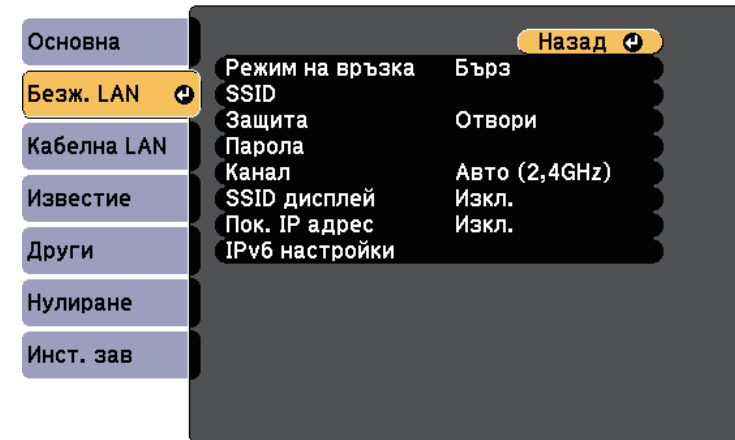 Основна
Безж. LAN
Кабелна LAN
Известие
Други
Нулиране
Инст. зав
Назад
Режим на връзка Бърз
SSID
Защита Отвори
Парола
Канал Авто (2,4GHz)
SSID дисплей Изкл.
Пок. IP адрес Изкл.
IPv6 настройки